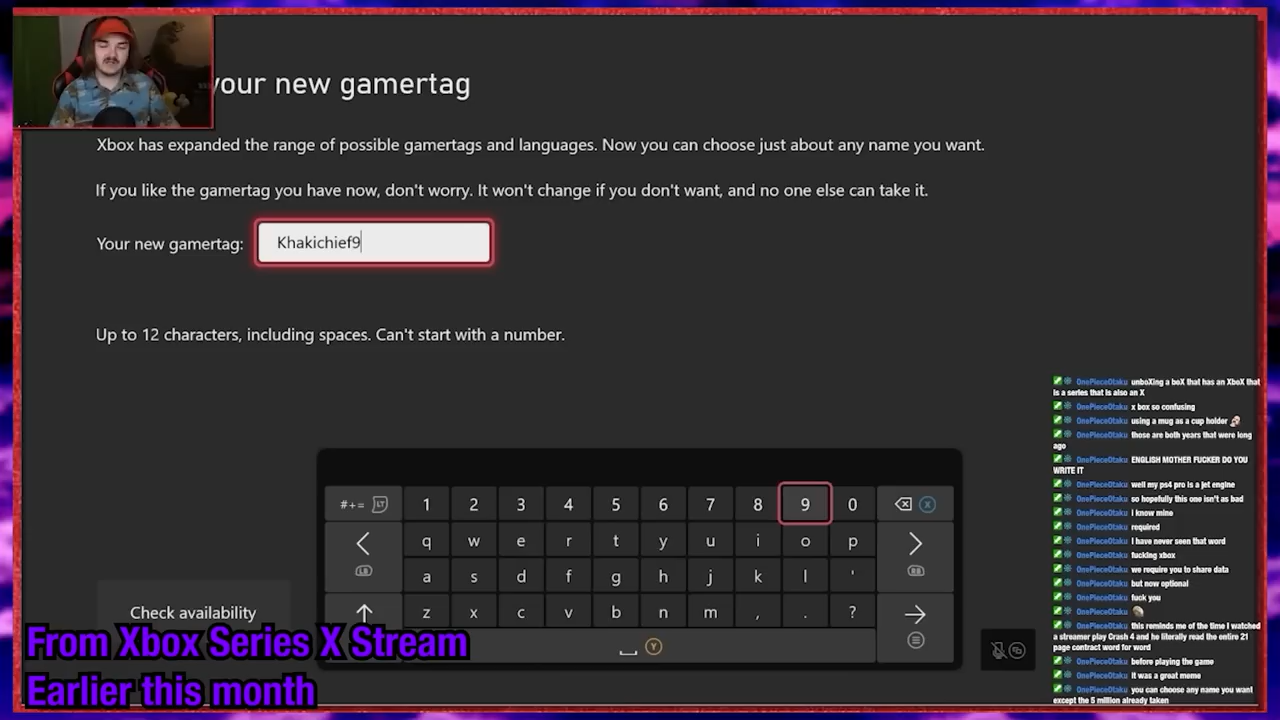 your new gamertag
Xbox has expanded the range of possible gamertags and languages. Now you can choose just about any name you want.
If you like the gamertag you have now, don't worry. It won't change if you don't want, and no one else can take it.
Your new gamertag:
Khakichief9
Up to 12 characters, including spaces. Can't start with a number.
OnePieceOtaku unboXing a boX that has an XboX that
is a series that is also an X
OnePieceOtaku x box so confusing
OnePieceOtaku using a mug as a cup holder
OnePieceOtaku those are both years that were long
ago
OnePieceOtaku ENGLISH MOTHER FUCKER DO YOU
WRITE IT
OnePieceOtaku well my ps4 pro is a jet engine
OnePieceOtaku so hopefully this one isn't as bad
OnePieceOtaku i know mine
OnePieceOtaku required
OnePieceOtaku I have never seen that word
OnePieceOtaku fucking xbox
OnePieceOtaku we require you to share data
OnePieceOtaku but now optional
OnePieceOtaku fuck you
OnePieceOtaku
OnePieceOtaku this reminds me of the time I watched
a streamer play Crash 4 and he literally read the entire 21
page contract word for word
OnePieceOtaku before playing the game
OnePieceOtaku It was a great meme
OnePieceOtaku you can choose any name you want
except the 5 million already taken
#+= LT 1 2 3 4 5 6 7 8 9 0 X
LB q w e r t y u i o p RB
a s d f g h j k l '
z x c v b n m , . ?
Y
Check availability
From Xbox Series X Stream
Earlier this month